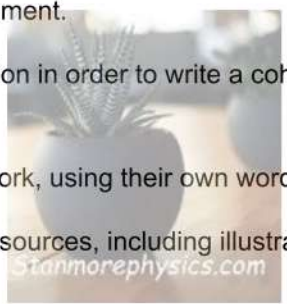 ment.
on in order to write a coh
ork, using their own word
sources, including illustra
Stanmorephysics.com